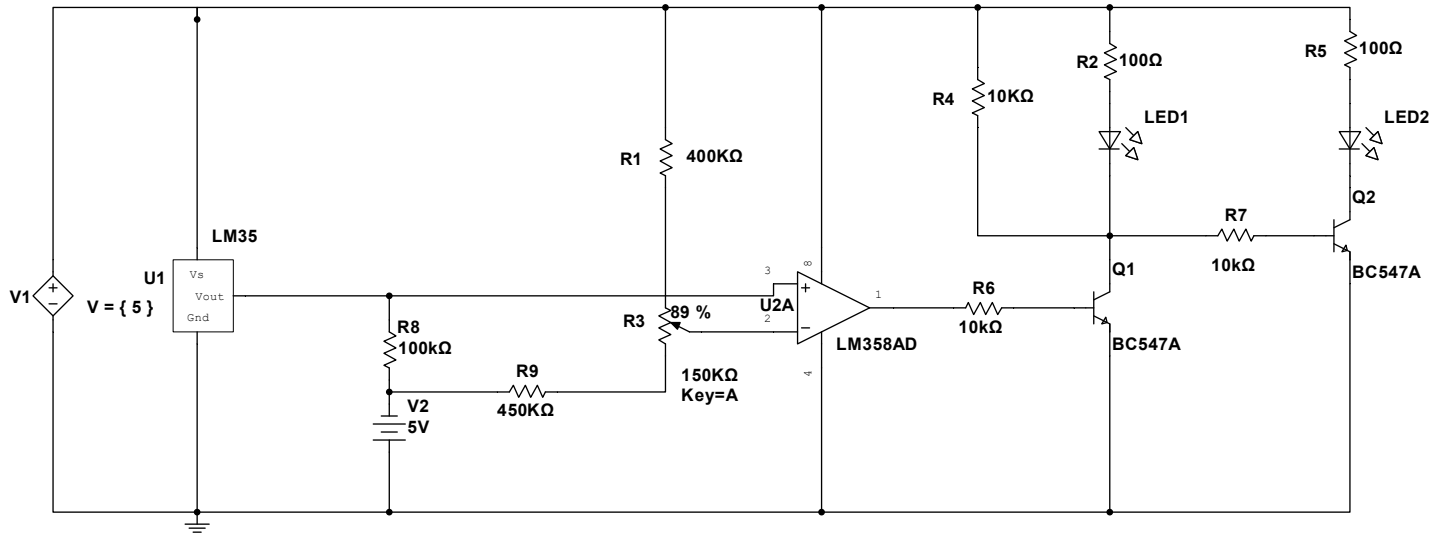 R2
100Ω
R5
100Ω
R4
10KΩ
LED1
LED2
R1
400KΩ
Q2
LM35
R7
10kΩ
BC547A
V1
V = { 5 }
U1
Vs
Vout
Gnd
8
3
U2A
2
1
4
LM358AD
R3
89 %
150KΩ
Key=A
R6
10kΩ
Q1
BC547A
R8
100kΩ
R9
450KΩ
V2
5V